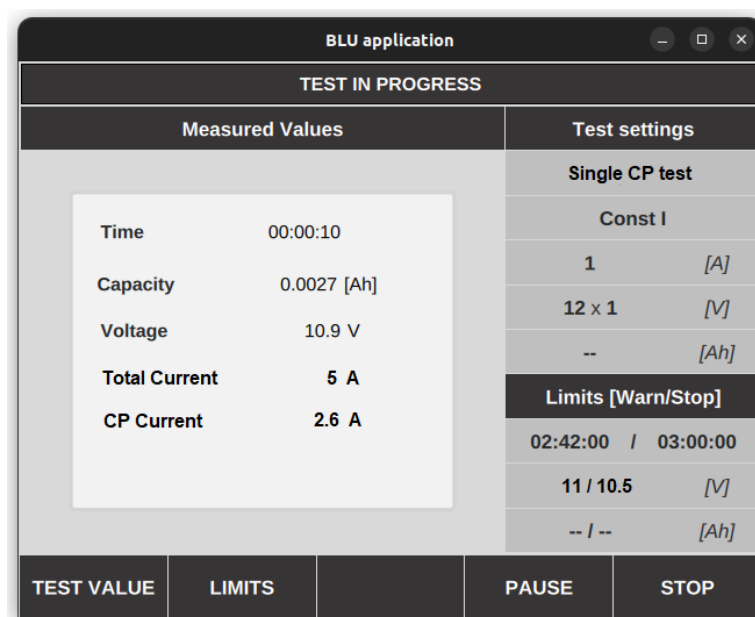 BLU application
TEST IN PROGRESS
Measured Values
Time 00:00:10
Capacity 0.0027 [Ah]
Voltage 10.9 V
Total Current 5 A
CP Current 2.6 A
Test settings
Single CP test
Const I
1 [A]
12 x 1 [V]
-- [Ah]
Limits [Warn/Stop]
02:42:00 / 03:00:00
11 / 10.5 [V]
-- / -- [Ah]
TEST VALUE LIMITS PAUSE STOP